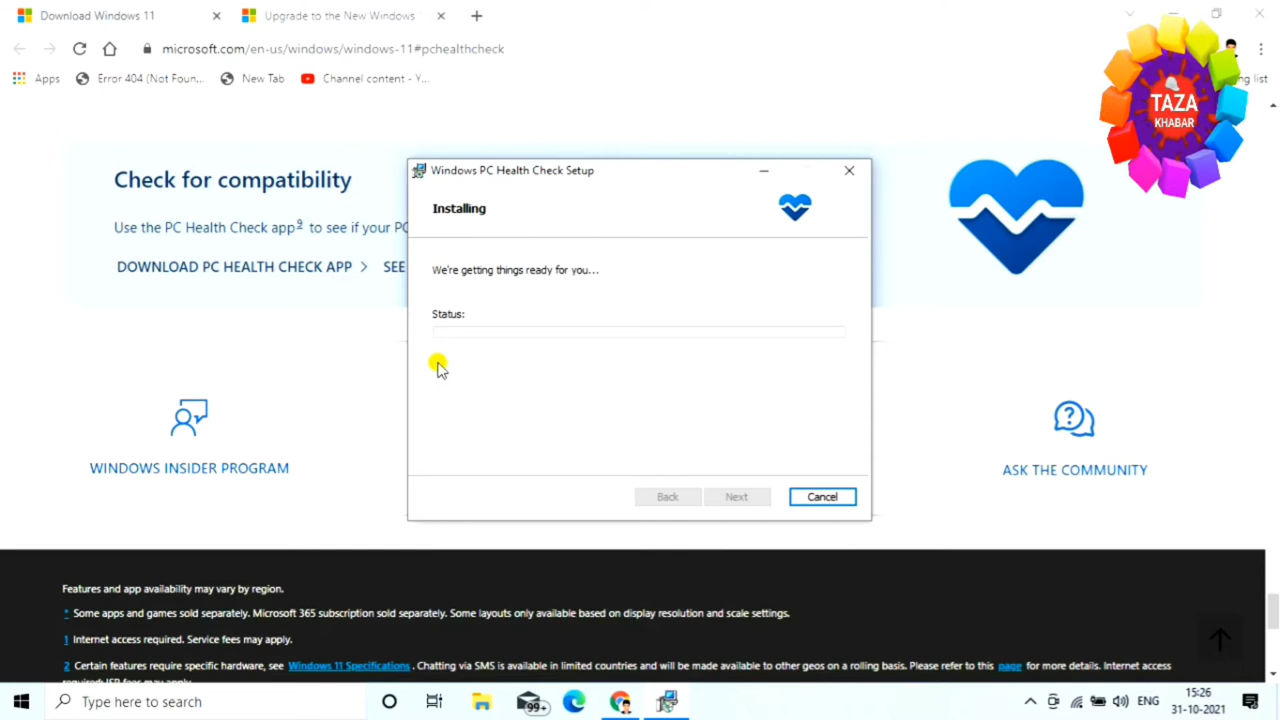 Download Windows 11
Upgrade to the New Windows
microsoft.com/en-us/windows/windows-11#pchealthcheck
Apps
Error 404 (Not Foun...
New Tab
Channel content - Y...
ng list
TAZA
KHABAR
Check for compatibility
Use the PC Health Check app9 to see if your PC
DOWNLOAD PC HEALTH CHECK APP > SEE
Windows PC Health Check Setup
Installing
We're getting things ready for you...
Status:
Back
Next
Cancel
WINDOWS INSIDER PROGRAM
ASK THE COMMUNITY
Features and app availability may vary by region.
* Some apps and games sold separately. Microsoft 365 subscription sold separately. Some layouts only available based on display resolution and scale settings.
1 Internet access required. Service fees may apply.
2 Certain features require specific hardware, see Windows 11 Specifications . Chatting via SMS is available in limited countries and will be made available to other geos on a rolling basis. Please refer to this page for more details. Internet access
required; ISP fees may apply.
Type here to search
99+
ENG
15:26
31-10-2021